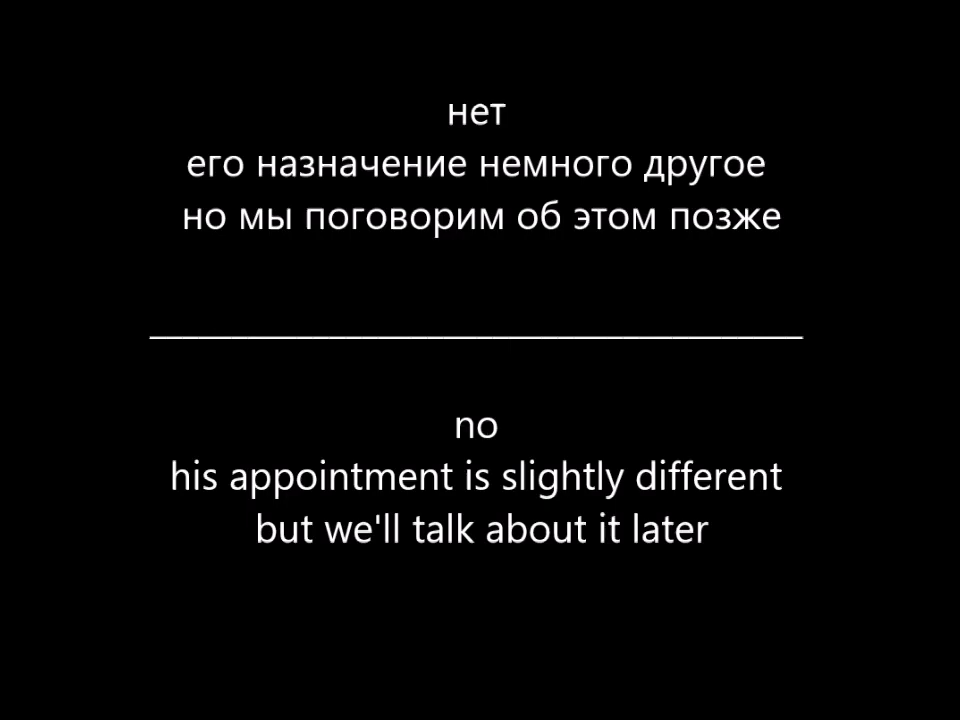 нет
его назначение немного другое
но мы поговорим об этом позже
no
his appointment is slightly different
but we'll talk about it later